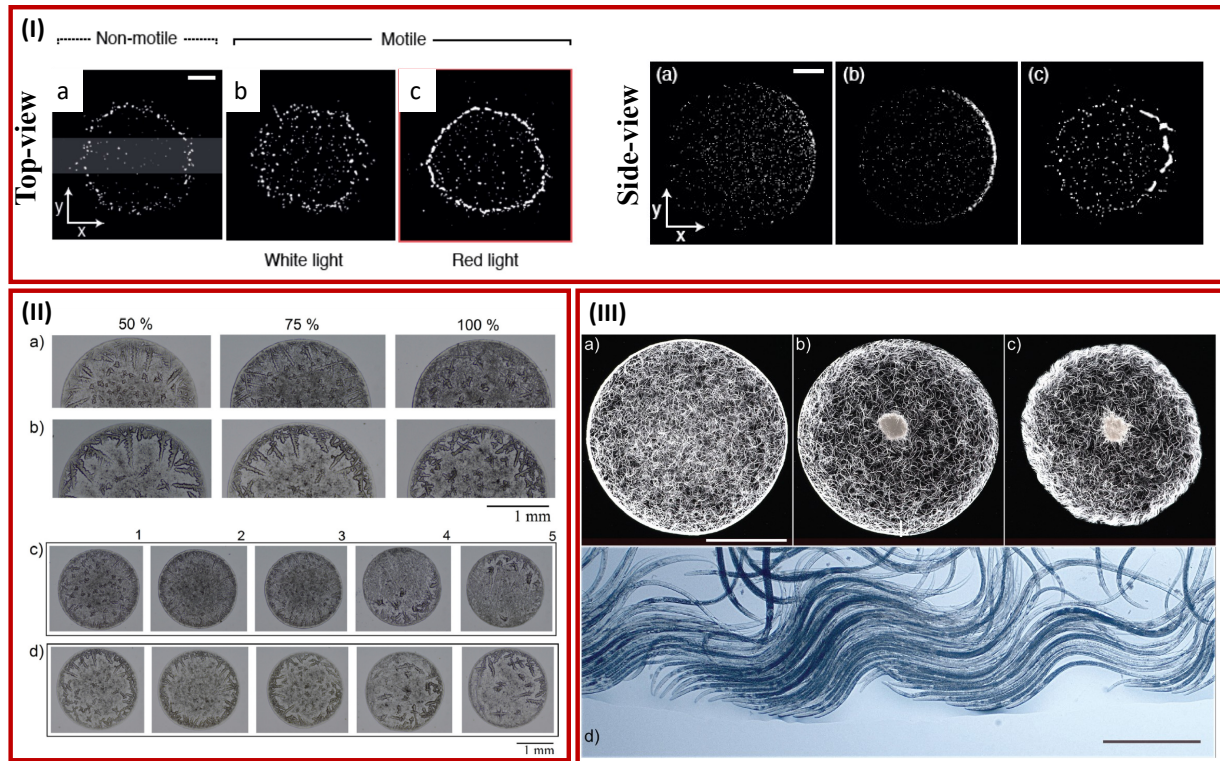 (I)
Non-motile Motile
Top-view
a b c
y
x
White light Red light
Side-view
(a) (b) (c)
y
x
(II)
50 % 75 % 100 %
a)
b)
1 mm
1 2 3 4 5
c)
d)
1 mm
(III)
a) b) c)
d)